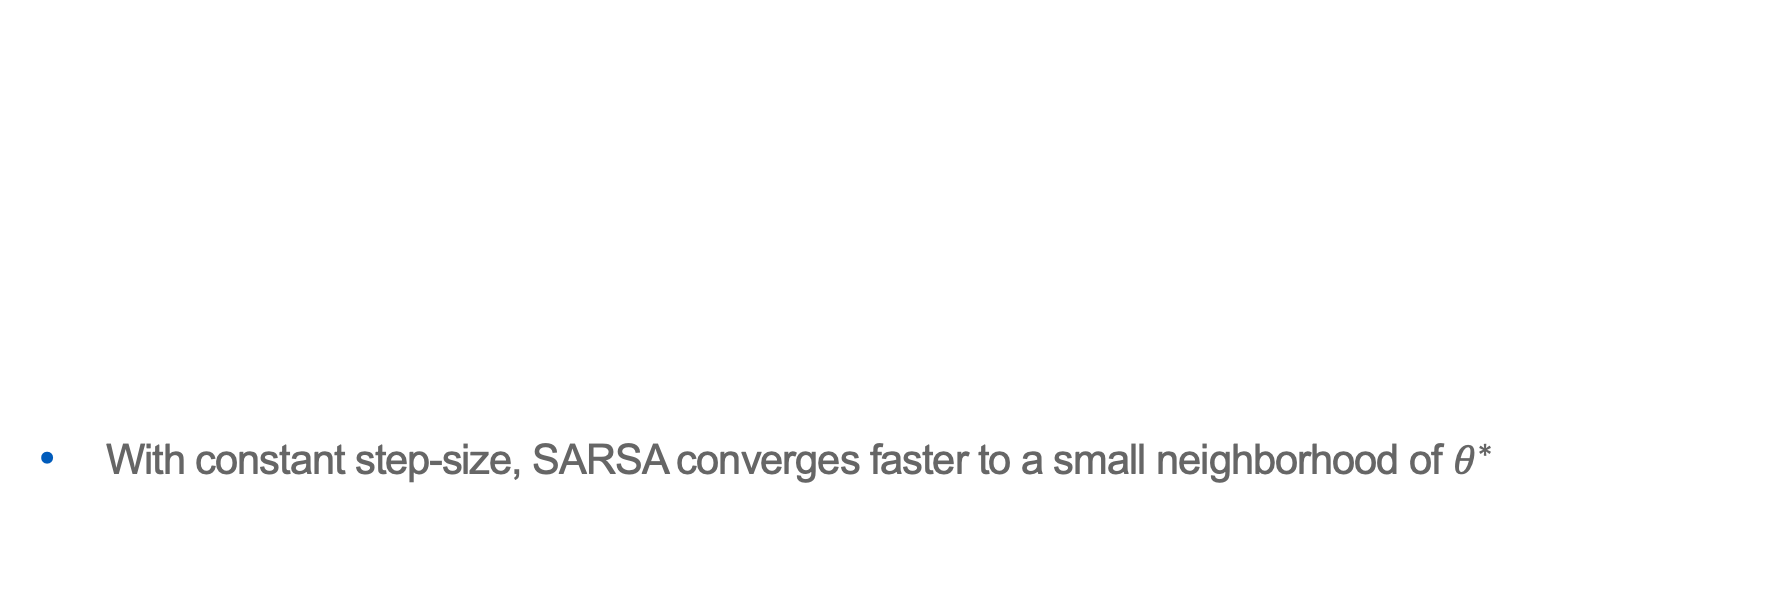 • With constant step-size, SARSA converges faster to a small neighborhood of θ*